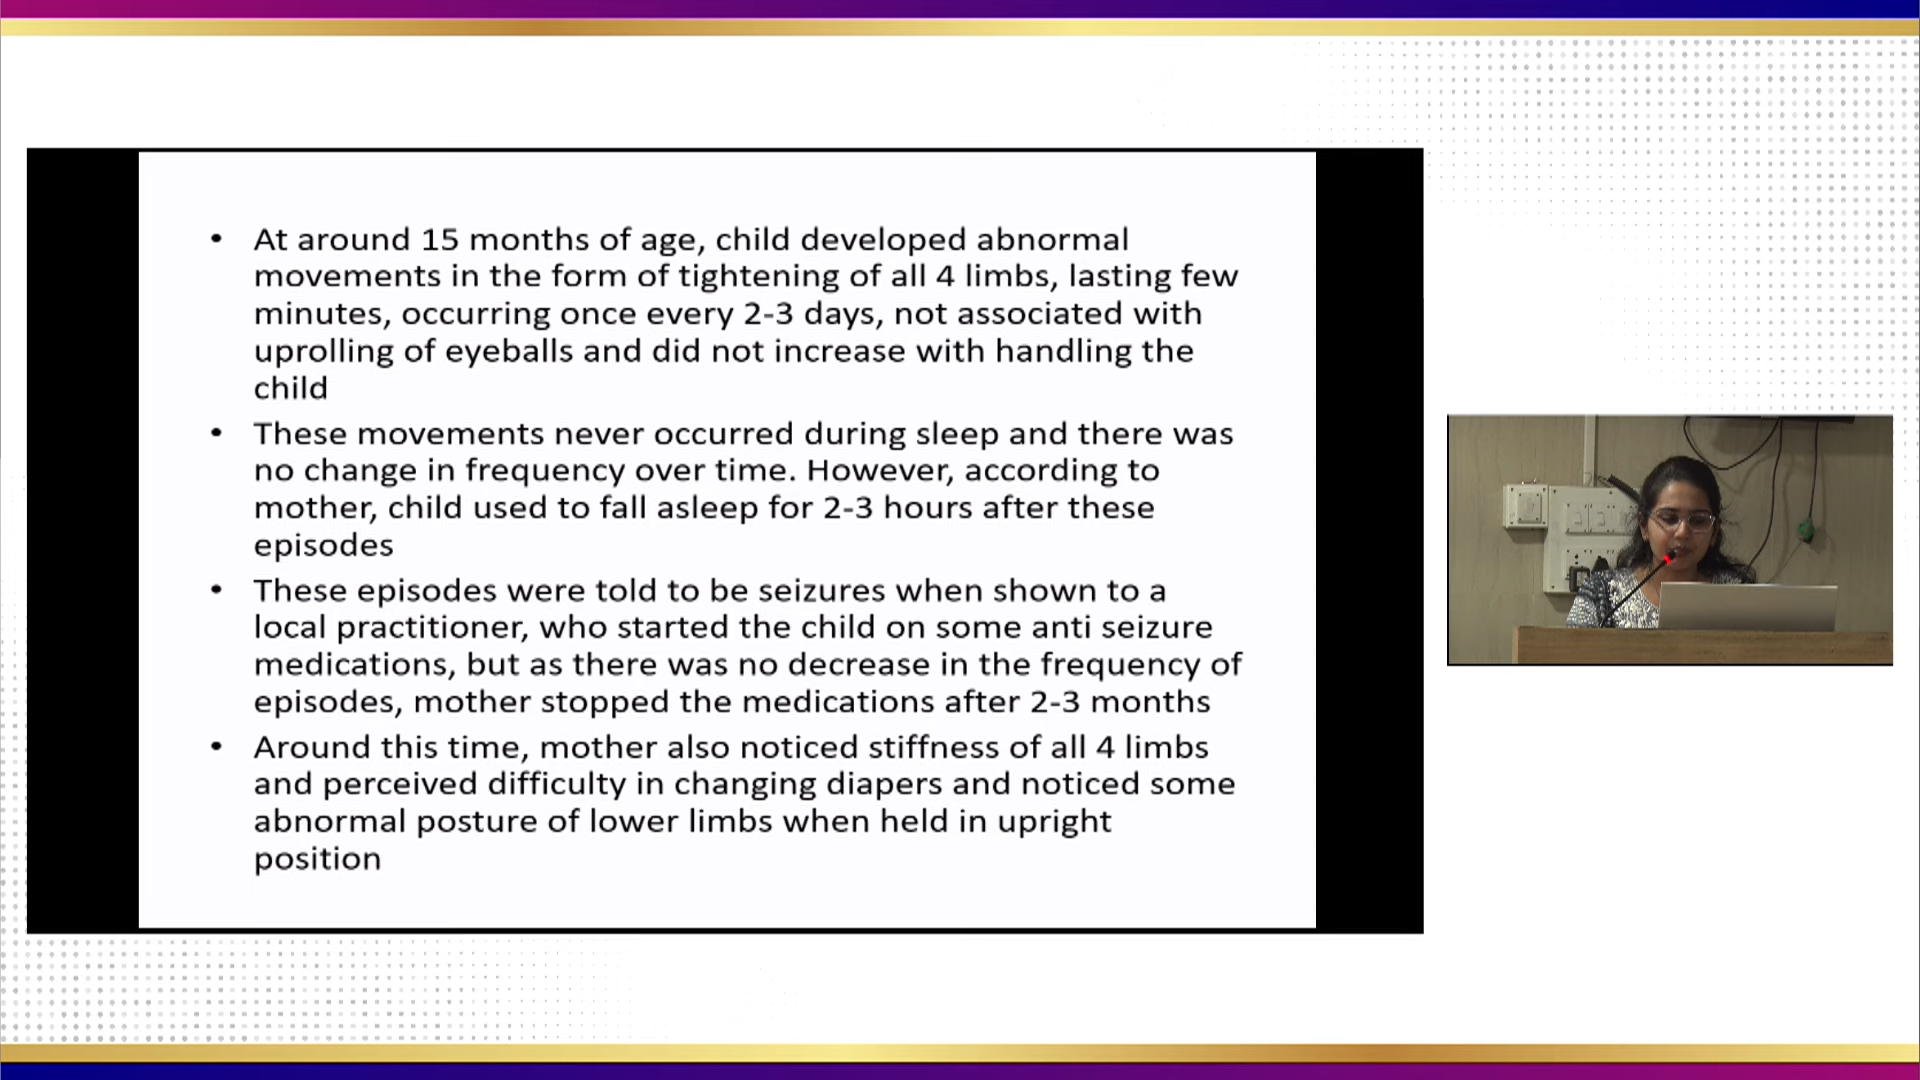 • At around 15 months of age, child developed abnormal
movements in the form of tightening of all 4 limbs, lasting few
minutes, occurring once every 2-3 days, not associated with
uprolling of eyeballs and did not increase with handling the
child
• These movements never occurred during sleep and there was
no change in frequency over time. However, according to
mother, child used to fall asleep for 2-3 hours after these
episodes
• These episodes were told to be seizures when shown to a
local practitioner, who started the child on some anti seizure
medications, but as there was no decrease in the frequency of
episodes, mother stopped the medications after 2-3 months
• Around this time, mother also noticed stiffness of all 4 limbs
and perceived difficulty in changing diapers and noticed some
abnormal posture of lower limbs when held in upright
position